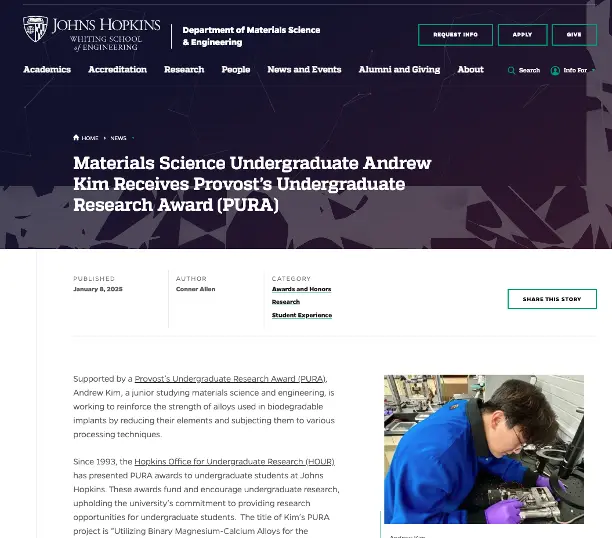 JOHNS HOPKINS
WHITING SCHOOL
of ENGINEERING
Department of Materials Science
& Engineering
REQUEST INFO
APPLY
GIVE
Academics
Accreditation
Research
People
News and Events
Alumni and Giving
About
Search
Info For
HOME
NEWS
Materials Science Undergraduate Andrew
Kim Receives Provost's Undergraduate
Research Award (PURA)
PUBLISHED
January 8, 2025
AUTHOR
Conner Allen
CATEGORY
Awards and Honors
Research
Student Experience
SHARE THIS STORY
Supported by a Provost's Undergraduate Research Award (PURA),
Andrew Kim, a junior studying materials science and engineering, is
working to reinforce the strength of alloys used in biodegradable
implants by reducing their elements and subjecting them to various
processing techniques.
Since 1993, the Hopkins Office for Undergraduate Research (HOUR)
has presented PURA awards to undergraduate students at Johns
Hopkins. These awards fund and encourage undergraduate research,
upholding the university's commitment to providing research
opportunities for undergraduate students. The title of Kim's PURA
project is "Utilizing Binary Magnesium-Calcium Alloys for the
Andrew Kim